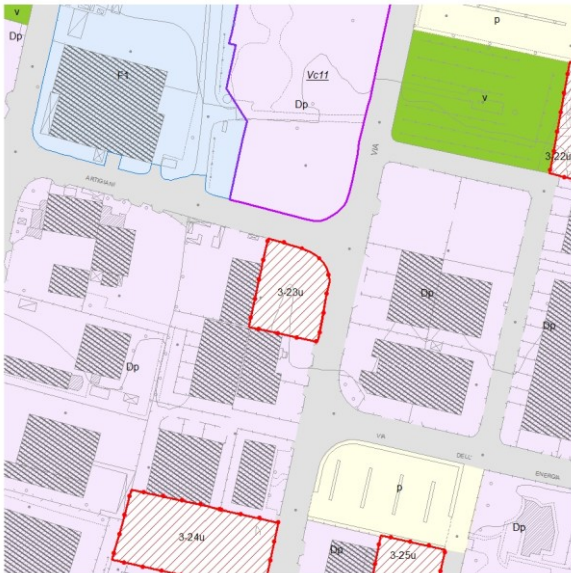 v
p
Dp
F1
Vc11
Dp
v
VIA
3-22u
ARTIGIANI
3-23u
Dp
Dp
Dp
VIA
DELL'
ENERGIA
p
3-24u
Dp
3-25u
Dp